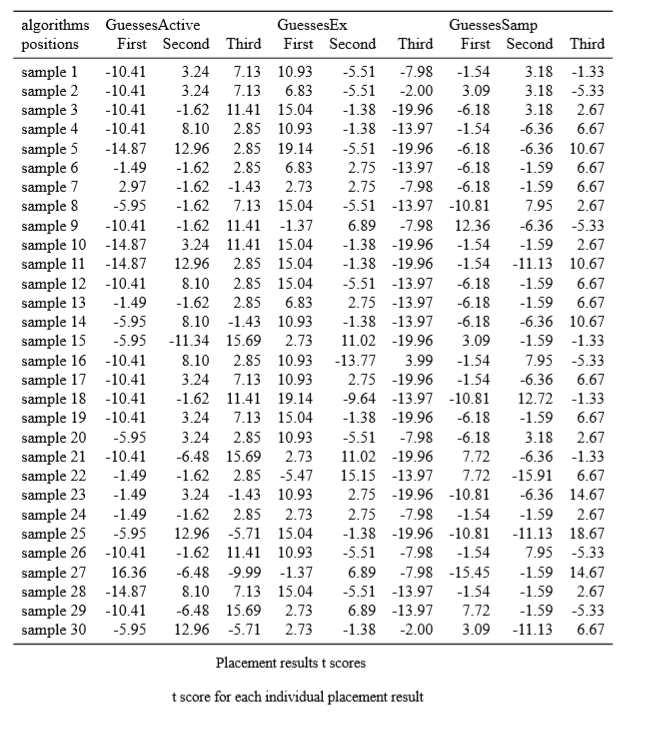 algorithms GuessesActive GuessesEx GuessesSamp
positions First Second Third First Second Third First Second Third
sample 1 -10.41 3.24 7.13 10.93 -5.51 -7.98 -1.54 3.18 -1.33
sample 2 -10.41 3.24 7.13 6.83 -5.51 -2.00 3.09 3.18 -5.33
sample 3 -10.41 -1.62 11.41 15.04 -1.38 -19.96 -6.18 3.18 2.67
sample 4 -10.41 8.10 2.85 10.93 -1.38 -13.97 -1.54 -6.36 6.67
sample 5 -14.87 12.96 2.85 19.14 -5.51 -19.96 -6.18 -6.36 10.67
sample 6 -1.49 -1.62 2.85 6.83 2.75 -13.97 -6.18 -1.59 6.67
sample 7 2.97 -1.62 -1.43 2.73 2.75 -7.98 -6.18 -1.59 6.67
sample 8 -5.95 -1.62 7.13 15.04 -5.51 -13.97 -10.81 7.95 2.67
sample 9 -10.41 -1.62 11.41 -1.37 6.89 -7.98 12.36 -6.36 -5.33
sample 10 -14.87 3.24 11.41 15.04 -1.38 -19.96 -1.54 -1.59 2.67
sample 11 -14.87 12.96 2.85 15.04 -1.38 -19.96 -1.54 -11.13 10.67
sample 12 -10.41 8.10 2.85 15.04 -5.51 -13.97 -6.18 -1.59 6.67
sample 13 -1.49 -1.62 2.85 6.83 2.75 -13.97 -6.18 -1.59 6.67
sample 14 -5.95 8.10 -1.43 10.93 -1.38 -13.97 -6.18 -6.36 10.67
sample 15 -5.95 -11.34 15.69 2.73 11.02 -19.96 3.09 -1.59 -1.33
sample 16 -10.41 8.10 2.85 10.93 -13.77 3.99 -1.54 7.95 -5.33
sample 17 -10.41 3.24 7.13 10.93 2.75 -19.96 -1.54 -6.36 6.67
sample 18 -10.41 -1.62 11.41 19.14 -9.64 -13.97 -10.81 12.72 -1.33
sample 19 -10.41 3.24 7.13 15.04 -1.38 -19.96 -6.18 -1.59 6.67
sample 20 -5.95 3.24 2.85 10.93 -5.51 -7.98 -6.18 3.18 2.67
sample 21 -10.41 -6.48 15.69 2.73 11.02 -19.96 7.72 -6.36 -1.33
sample 22 -1.49 -1.62 2.85 -5.47 15.15 -13.97 7.72 -15.91 6.67
sample 23 -1.49 3.24 -1.43 10.93 2.75 -19.96 -10.81 -6.36 14.67
sample 24 -1.49 -1.62 2.85 2.73 2.75 -7.98 -1.54 -1.59 2.67
sample 25 -5.95 12.96 -5.71 15.04 -1.38 -19.96 -10.81 -11.13 18.67
sample 26 -10.41 -1.62 11.41 10.93 -5.51 -7.98 -1.54 7.95 -5.33
sample 27 16.36 -6.48 -9.99 -1.37 6.89 -7.98 -15.45 -1.59 14.67
sample 28 -14.87 8.10 7.13 15.04 -5.51 -13.97 -1.54 -1.59 2.67
sample 29 -10.41 -6.48 15.69 2.73 6.89 -13.97 7.72 -1.59 -5.33
sample 30 -5.95 12.96 -5.71 2.73 -1.38 -2.00 3.09 -11.13 6.67
Placement results t scores
t score for each individual placement result